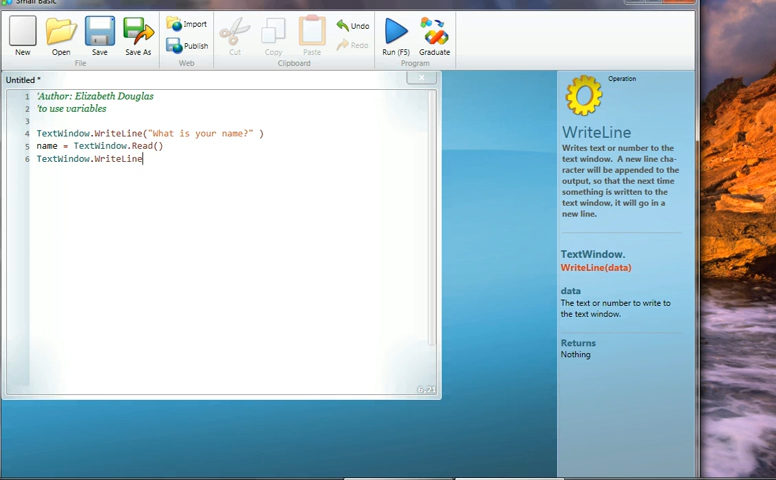 Small Basic
New
Open
Save
Save As
Import
Publish
Cut
Copy
Paste
Undo
Redo
Run (F5)
Graduate
File
Web
Clipboard
Program
Untitled *
1 'Author: Elizabeth Douglas
2 'to use variables
3
4 TextWindow.WriteLine("What is your name?" )
5 name = TextWindow.Read()
6 TextWindow.WriteLine
6,21
Operation
WriteLine
Writes text or number to the
text window. A new line cha-
racter will be appended to the
output, so that the next time
something is written to the
text window, it will go in a
new line.
TextWindow.
WriteLine(data)
data
The text or number to write to
the text window.
Returns
Nothing